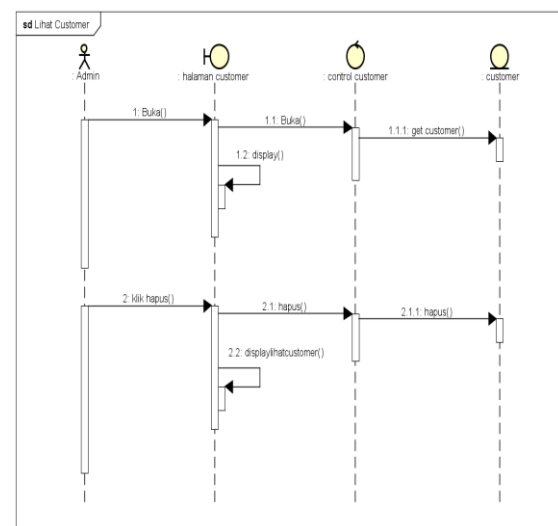 sd Lihat Customer
: Admin
: halaman customer
: control customer
: customer
1: Buka()
1.1: Buka()
1.1.1: get customer()
1.2: display()
2: klik hapus()
2.1: hapus()
2.1.1: hapus()
2.2: displaylihatcustomer()